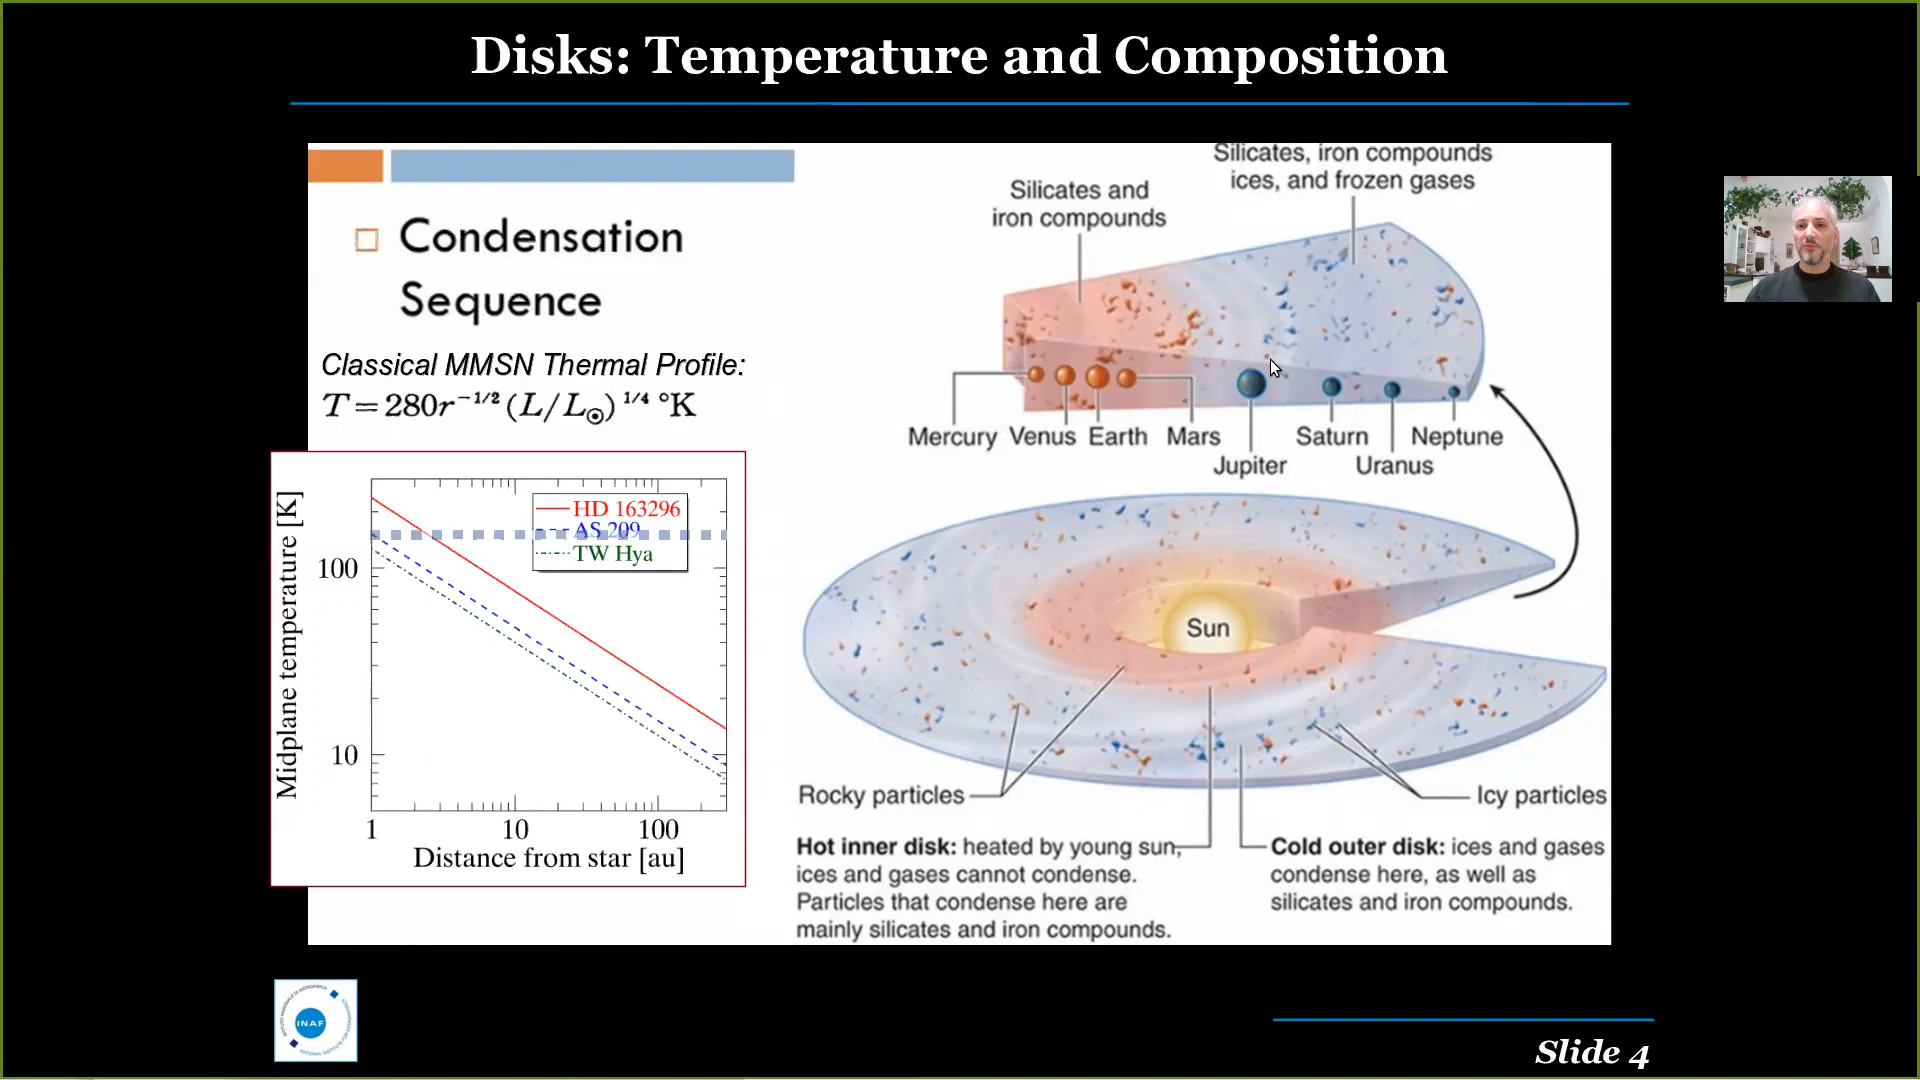 Disks: Temperature and Composition
Condensation
Sequence
Classical MMSN Thermal Profile:
T = 280r^-1/2 (L/L☉)^1/4 °K
Midplane temperature [K]
100
10
HD 163296
AS 209
TW Hya
1 10 100
Distance from star [au]
Silicates and
iron compounds
Silicates, iron compounds
ices, and frozen gases
Mercury Venus Earth Mars Jupiter Saturn Uranus Neptune
Sun
Rocky particles
Icy particles
Hot inner disk: heated by young sun,
ices and gases cannot condense.
Particles that condense here are
mainly silicates and iron compounds.
Cold outer disk: ices and gases
condense here, as well as
silicates and iron compounds.
INAF
Slide 4